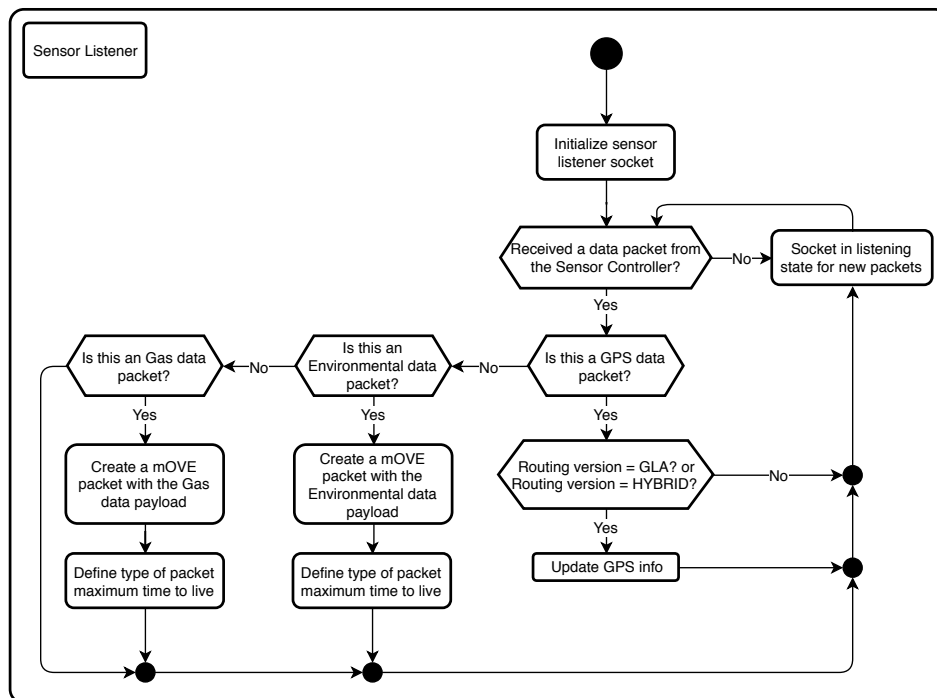 Sensor Listener
Initialize sensor
listener socket
Received a data packet from
the Sensor Controller?
No
Socket in listening
state for new packets
Yes
Is this an Gas data
packet?
No
Is this an
Environmental data
packet?
No
Is this a GPS data
packet?
Yes
Yes
Yes
Create a mOVE
packet with the Gas
data payload
Create a mOVE
packet with the
Environmental data
payload
Routing version = GLA? or
Routing version = HYBRID?
No
Yes
Define type of packet
maximum time to live
Define type of packet
maximum time to live
Update GPS info